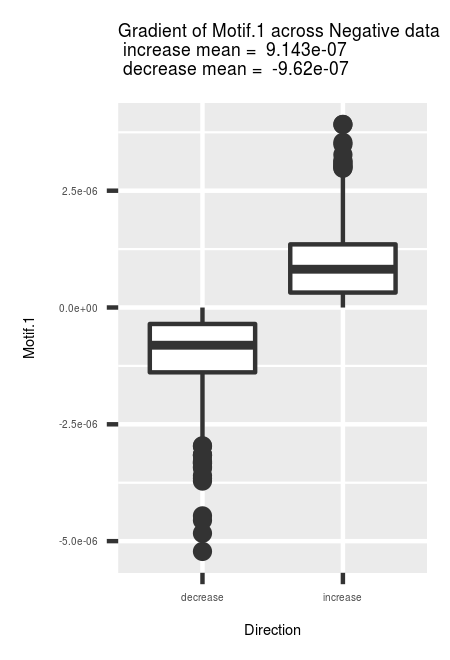 Gradient of Motif.1 across Negative data
increase mean =  9.143e-07
decrease mean =  -9.62e-07
2.5e-06
0.0e+00
-2.5e-06
-5.0e-06
Motif.1
decrease
increase
Direction